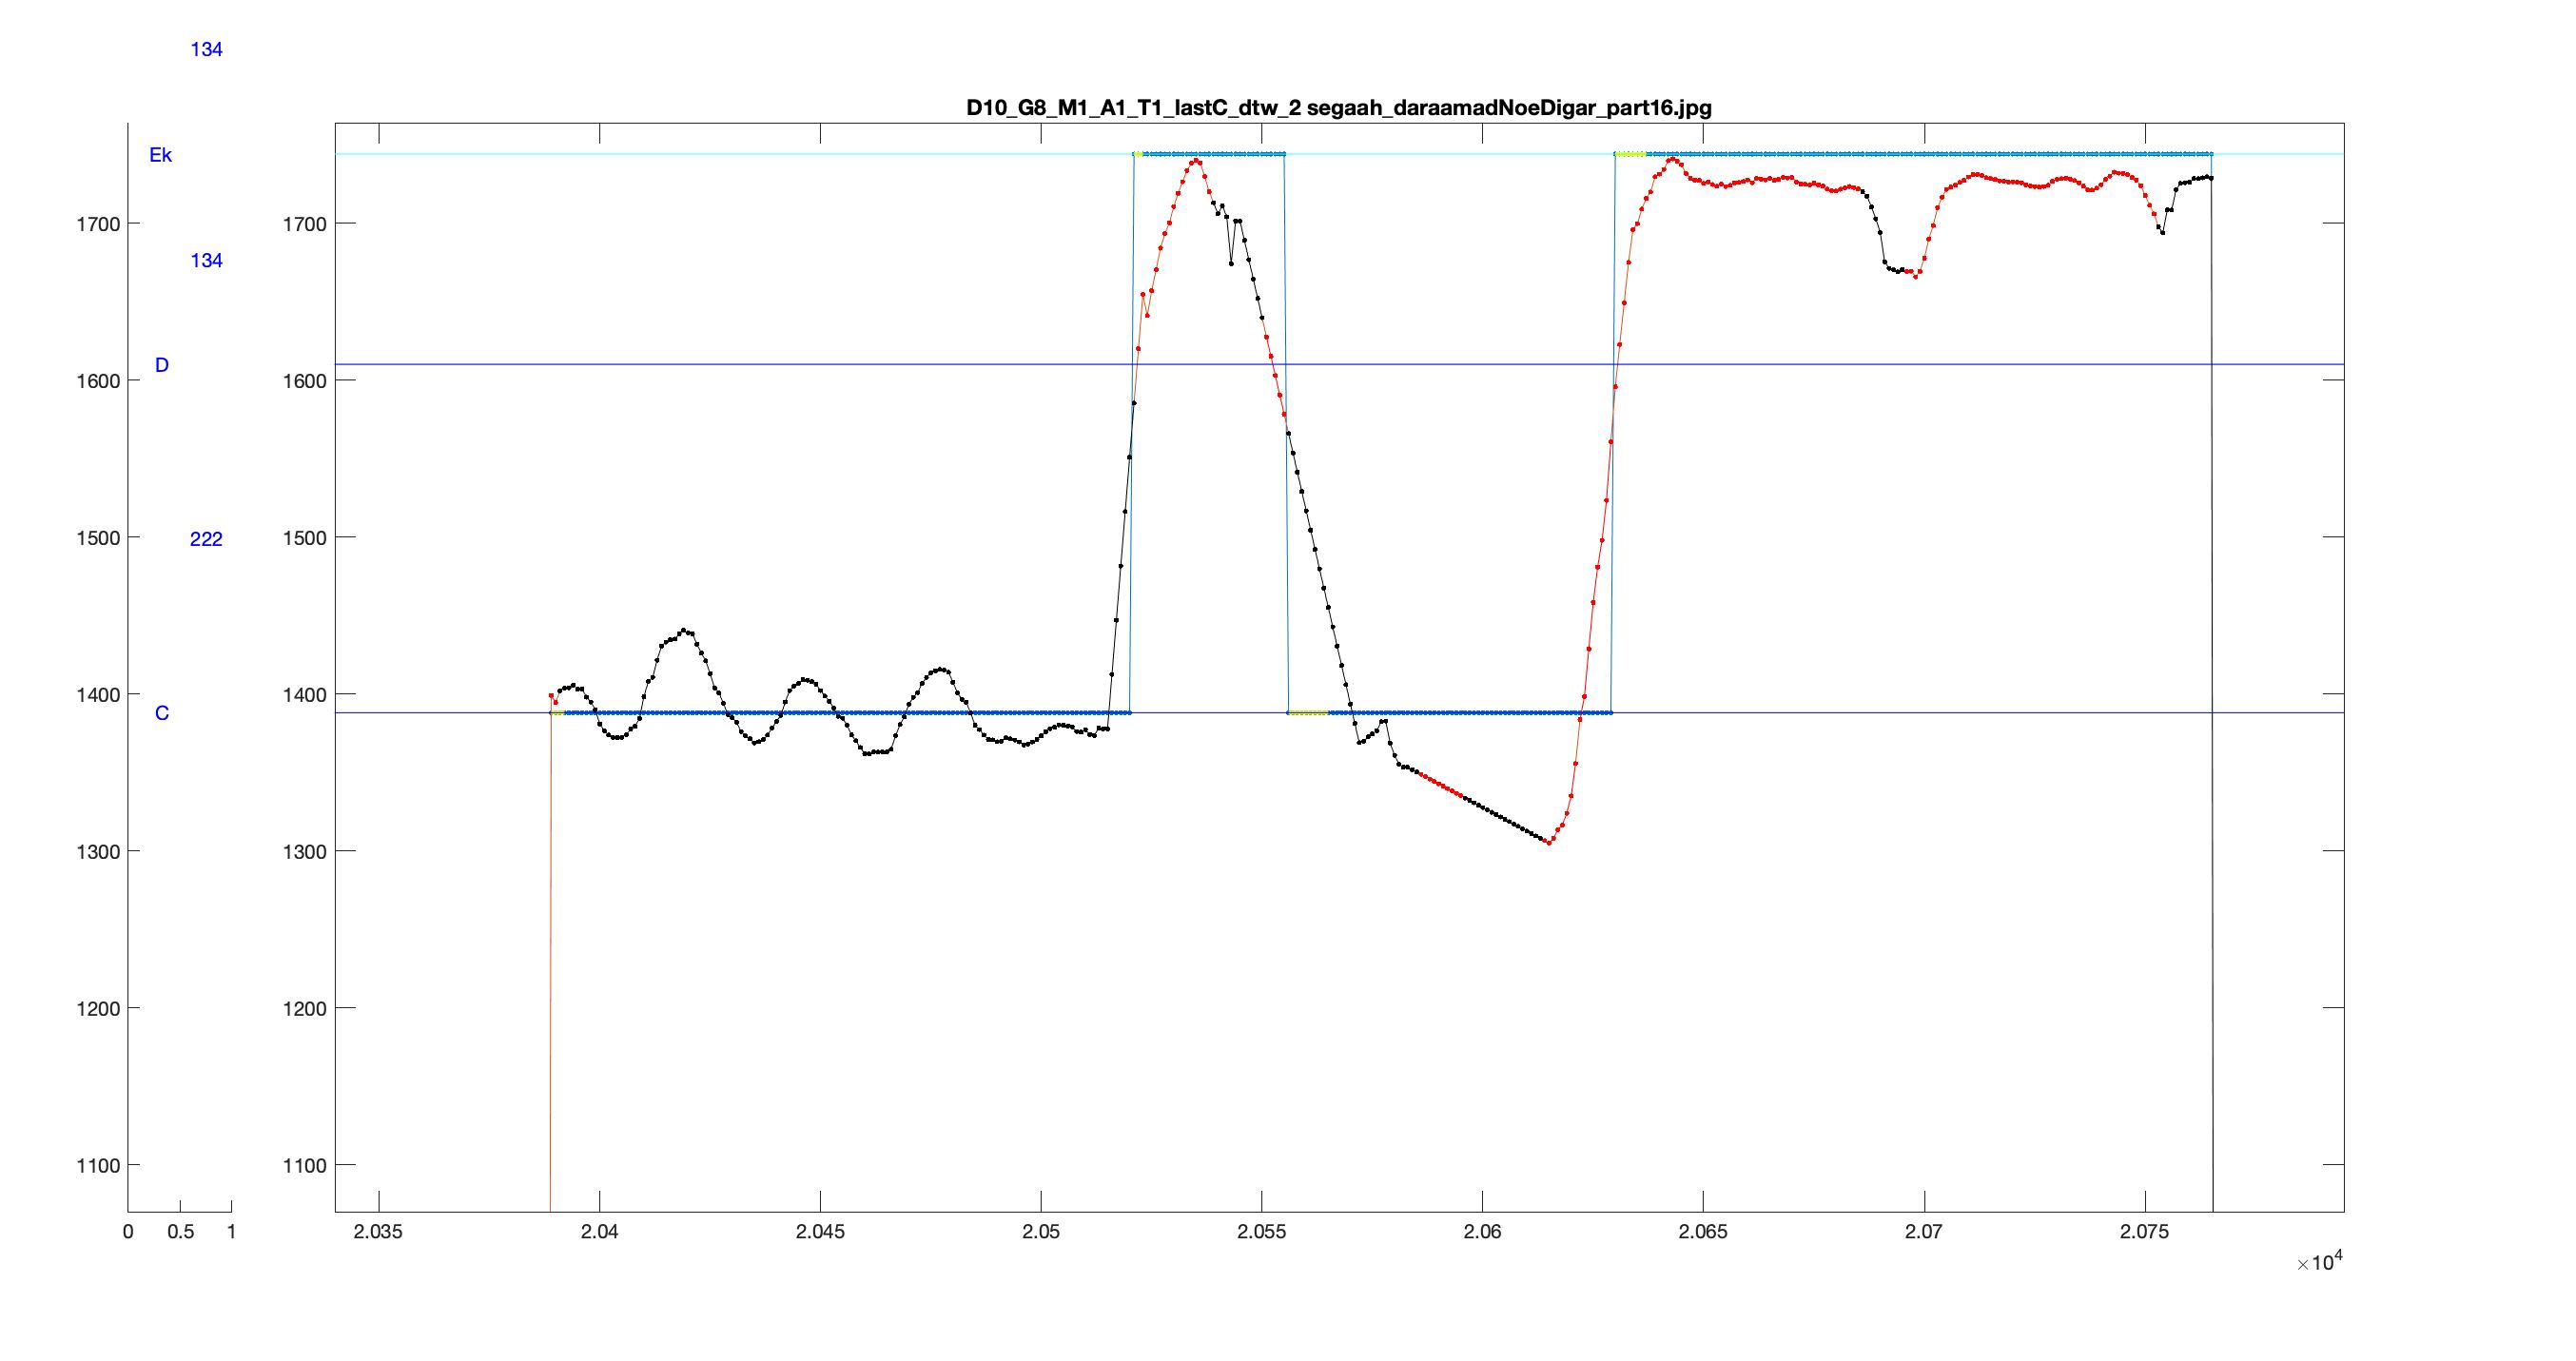 134
D10_G8_M1_A1_T1_lastC_dtw_2 segaah_daraamadNoeDigar_part16.jpg
Ek
1700 1700
134
D
1600 1600
1500 222 1500
1400 1400
C
1300 1300
1200 1200
1100 1100
0 0.5 1 2.035 2.04 2.045 2.05 2.055 2.06 2.065 2.07 2.075
×10⁴